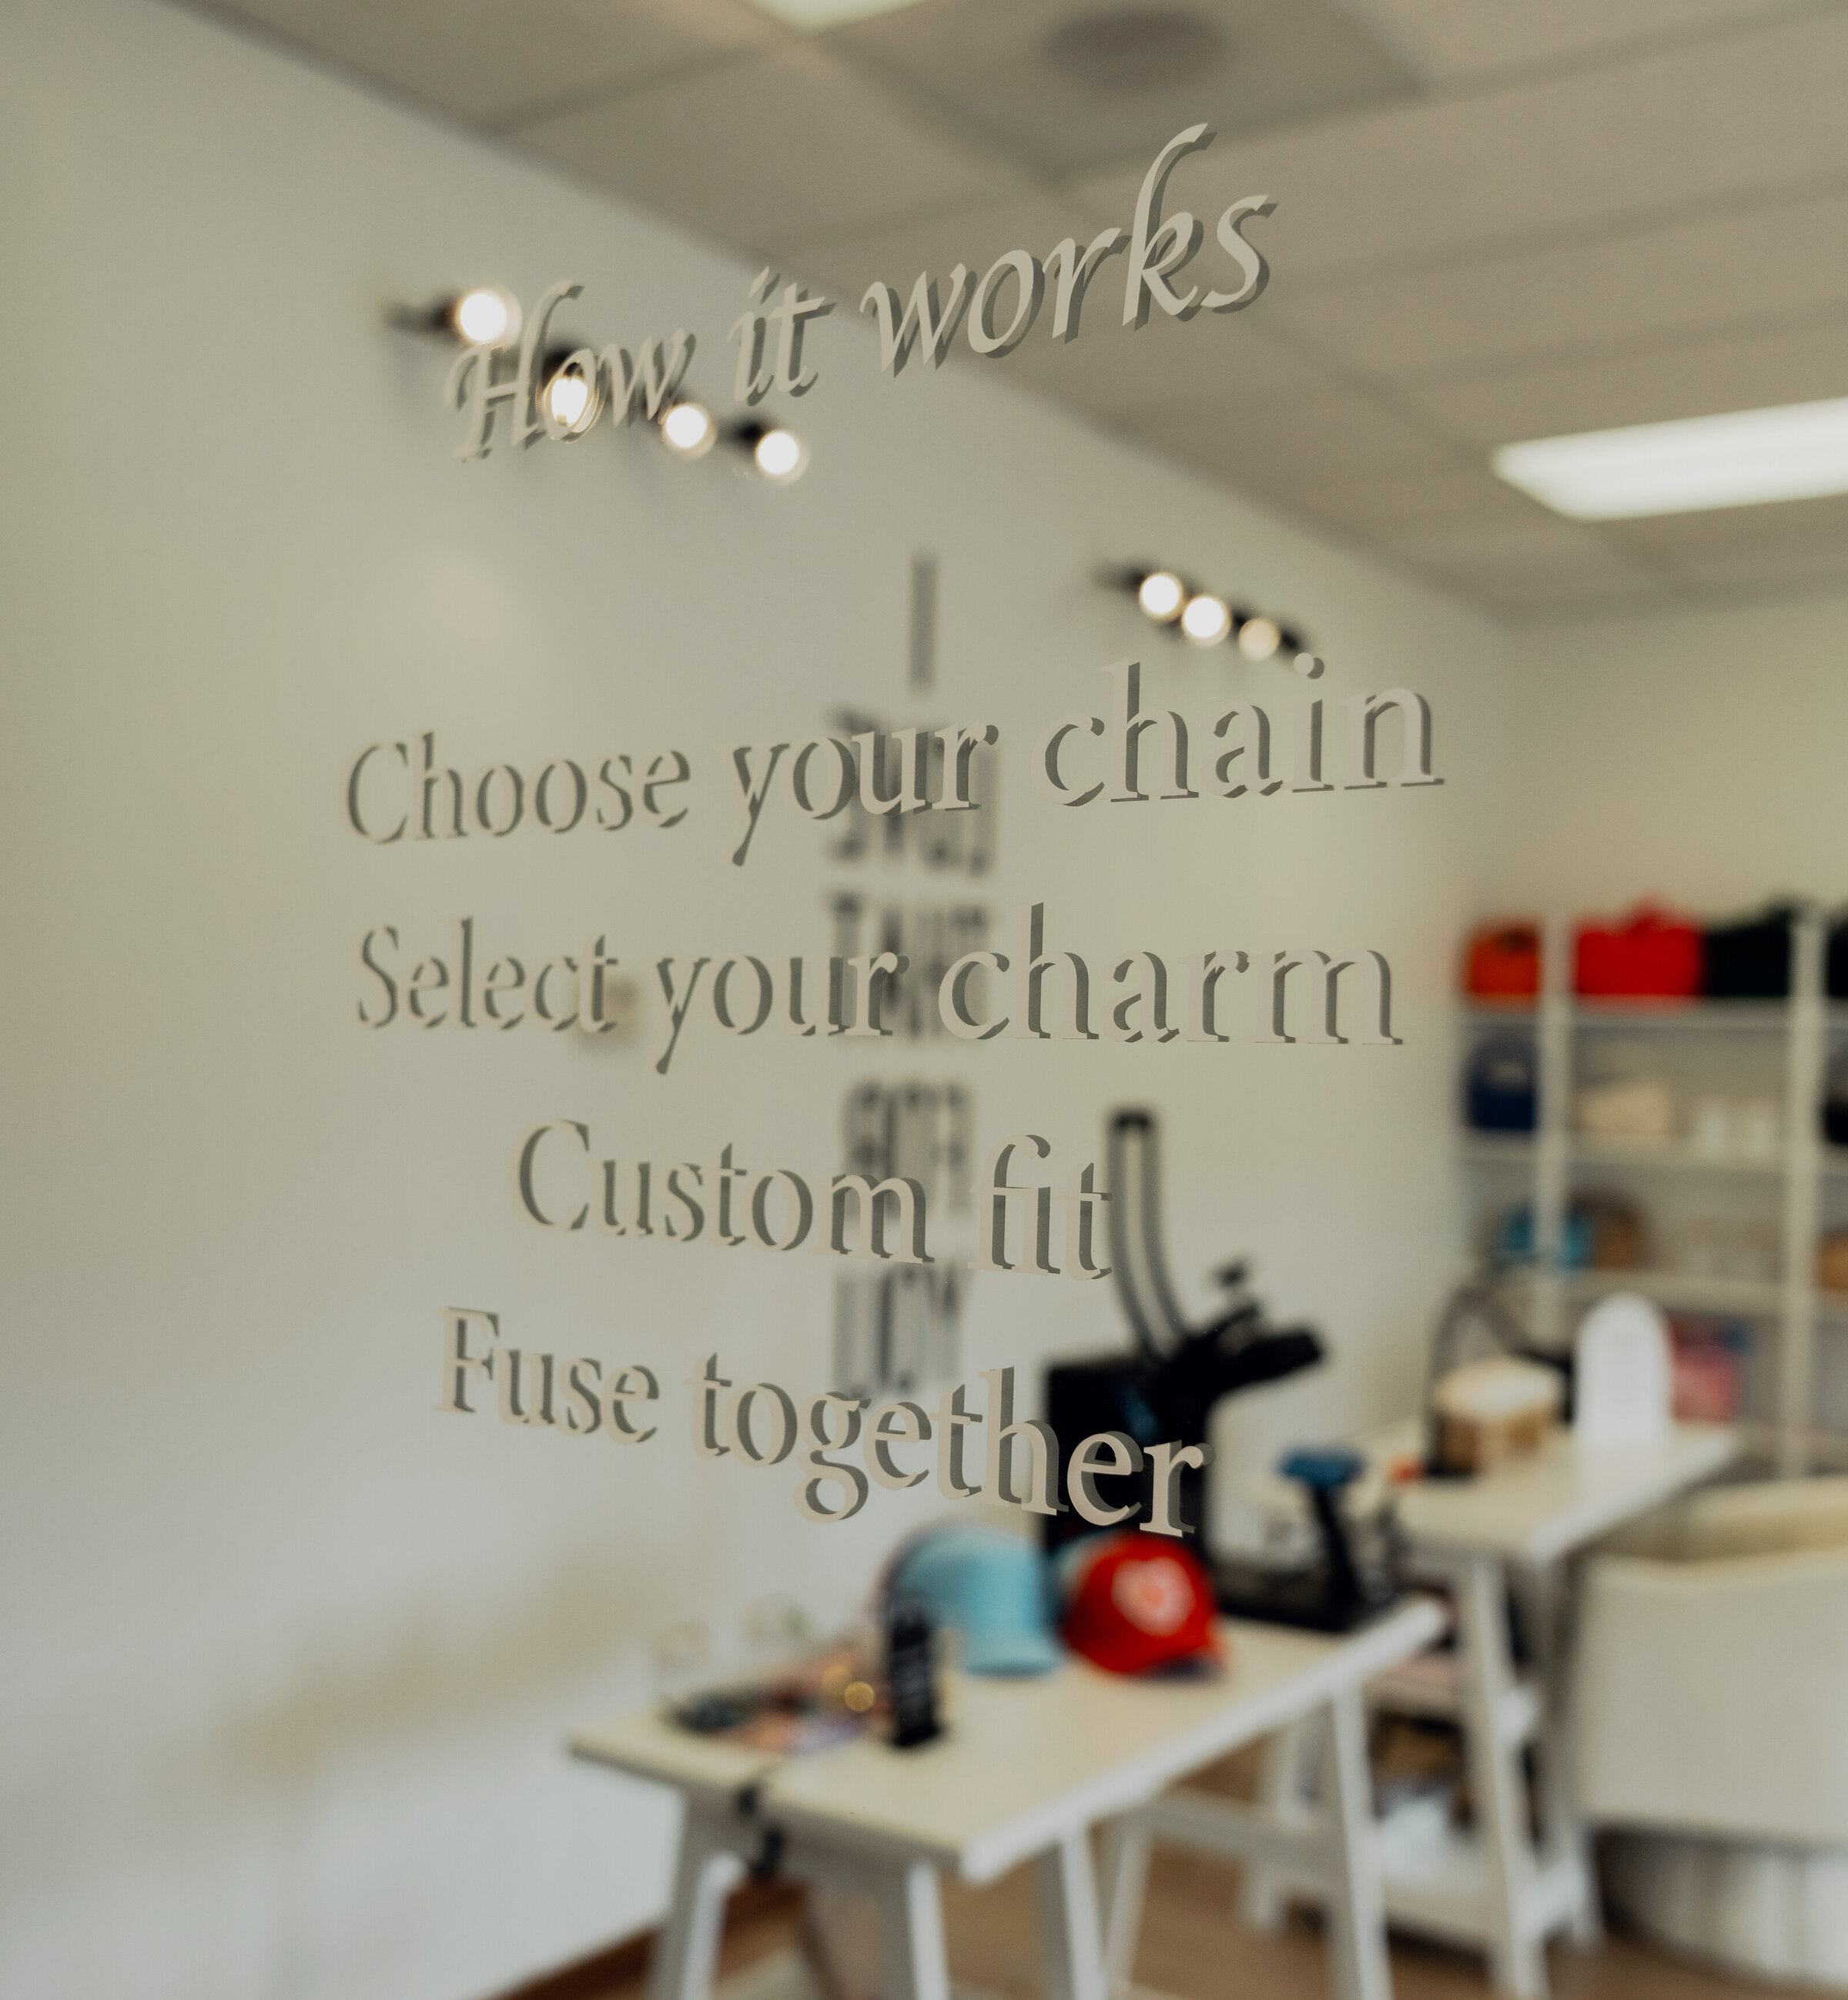 How it works
Choose your chain
Select your charm
Custom fit
Fuse together